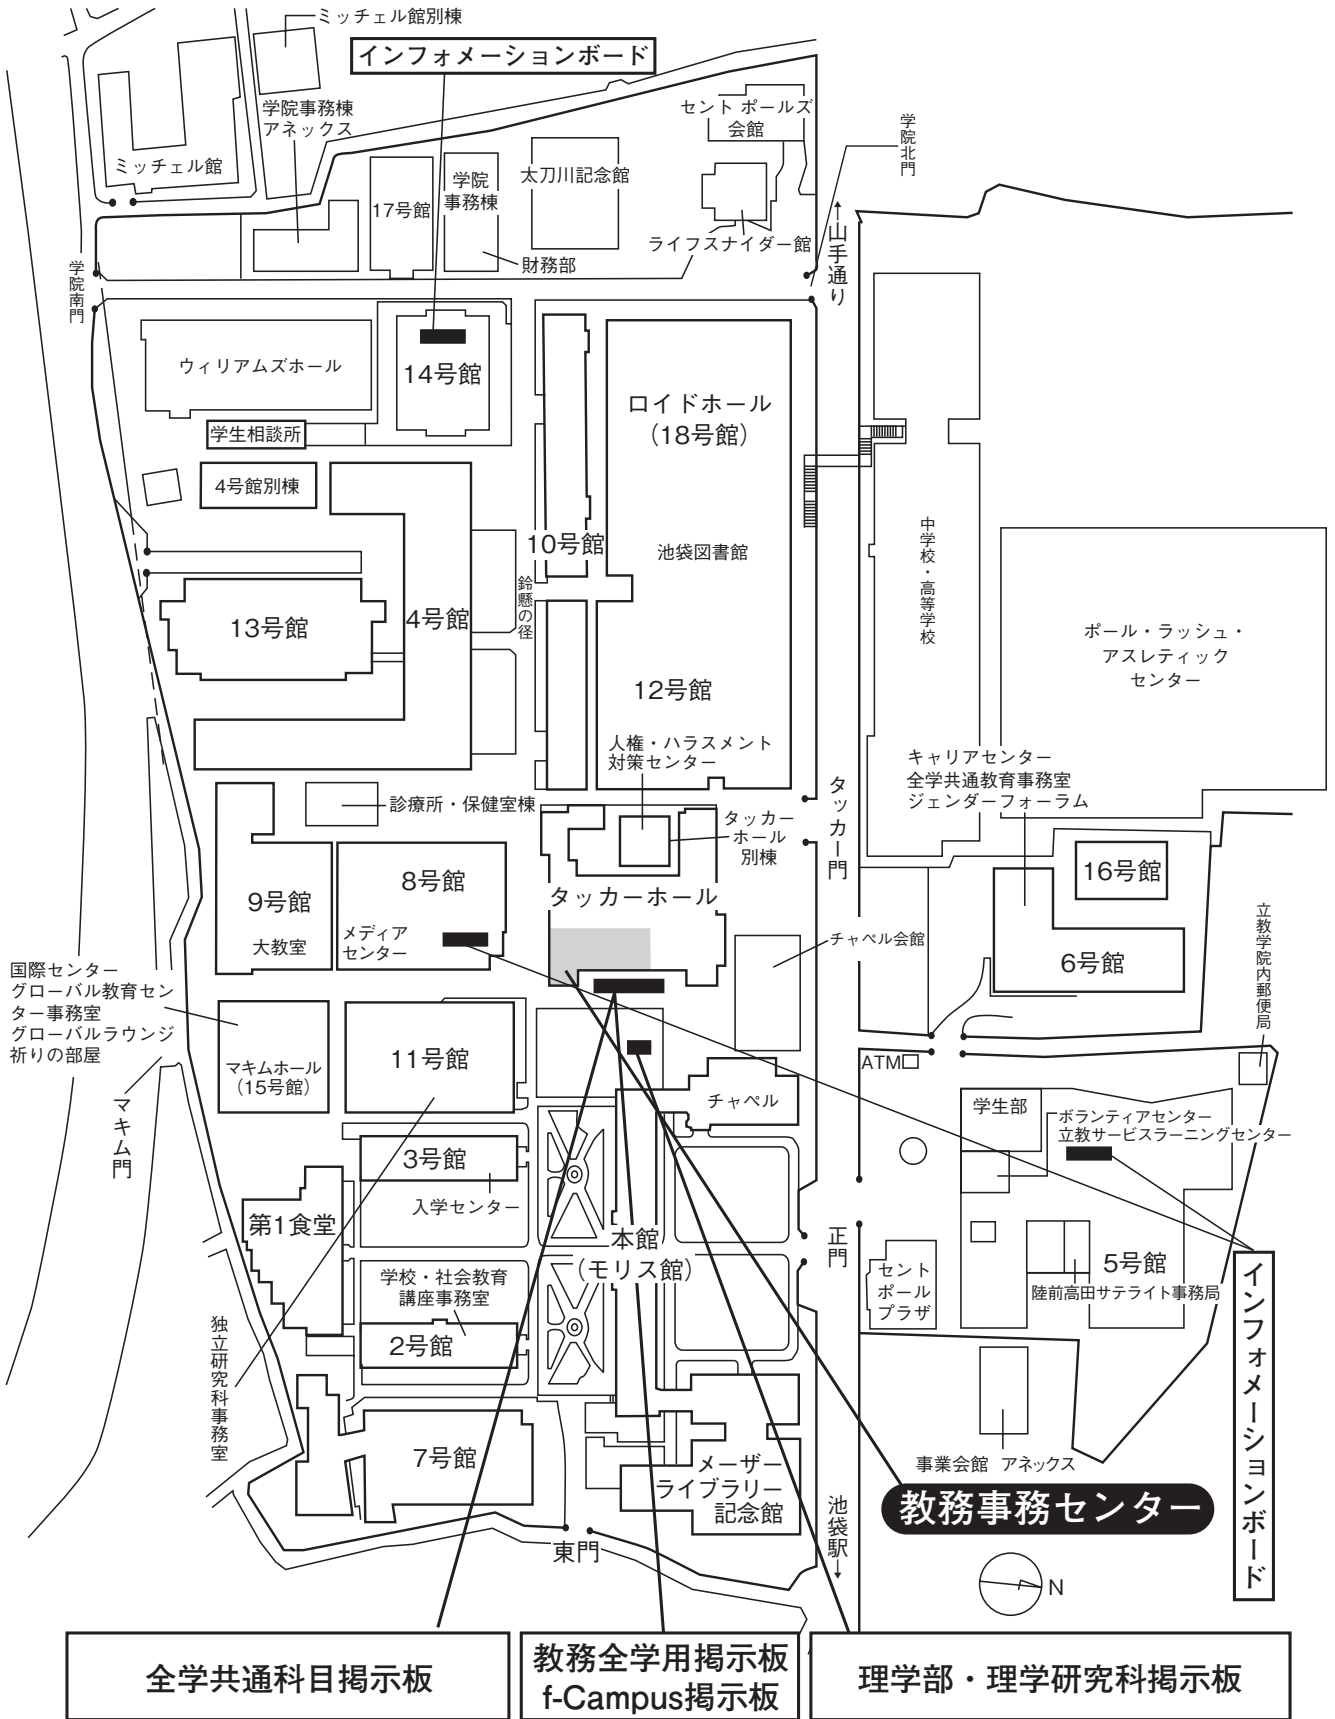 ミッチェル館別棟
インフォメーションボード
学院事務棟
アネックス
ミッチェル館
17号館
学院
事務棟
太刀川記念館
財務部
セント ポールズ
会館
ライフスナイダー館
学院北門
←山手通り
学院南門
ウィリアムズホール
14号館
学生相談所
4号館別棟
ロイドホール
(18号館)
10号館
池袋図書館
鈴懸の径
13号館
4号館
12号館
中学校・高等学校
ポール・ラッシュ・
アスレティック
センター
人権・ハラスメント
対策センター
診療所・保健室棟
タッカー
ホール
別棟
タッカー門
キャリアセンター
全学共通教育事務室
ジェンダーフォーラム
16号館
6号館
9号館
大教室
8号館
メディア
センター
タッカーホール
チャペル会館
立教学院内郵便局
国際センター
グローバル教育セン
ター事務室
グローバルラウンジ
祈りの部屋
マキムホール
(15号館)
11号館
マキム門
チャペル
ATM
学生部
ボランティアセンター
立教サービスラーニングセンター
3号館
入学センター
第1食堂
本館
(モリス館)
正門
セント
ポール
プラザ
5号館
陸前高田サテライト事務局
学校・社会教育
講座事務室
2号館
独立研究科事務室
7号館
メーザー
ライブラリー
記念館
事業会館 アネックス
教務事務センター
インフォメーションボード
池袋駅→
東門
N
全学共通科目掲示板
教務全学用掲示板
f-Campus掲示板
理学部・理学研究科掲示板